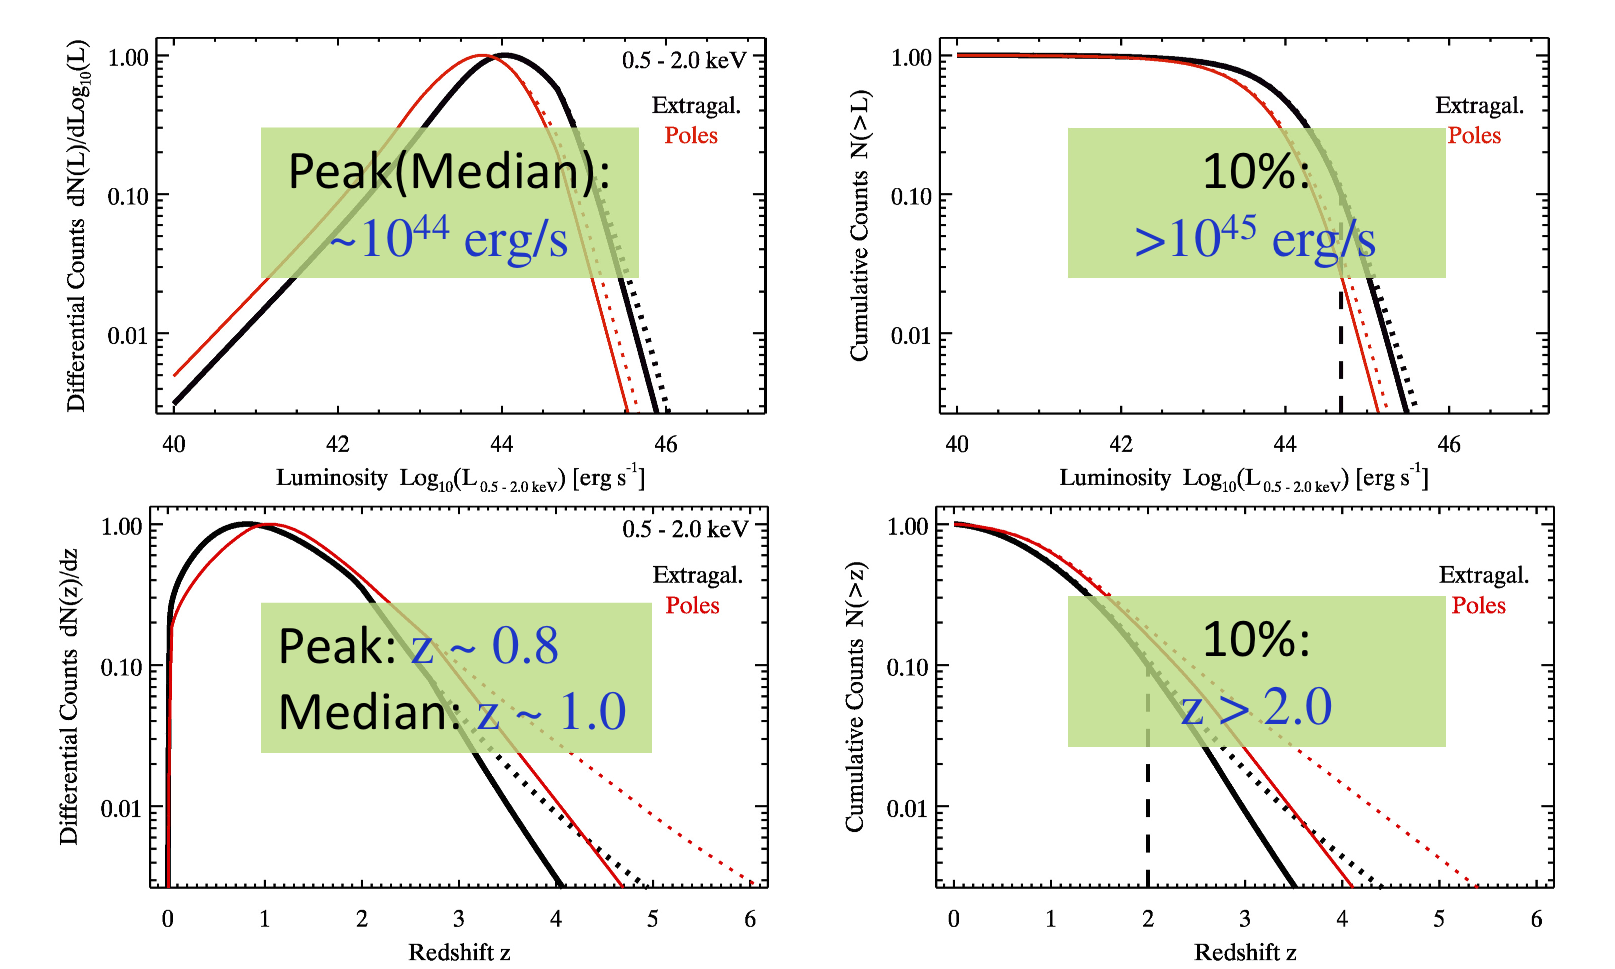 Differential Counts dN(L)/dLog₁₀(L)
1.00
0.10
0.01
0.5 - 2.0 keV
Extragal.
Poles
Peak(Median):
~10⁴⁴ erg/s
40 42 44 46
Luminosity Log₁₀(L₀.₅ - ₂.₀ keV) [erg s⁻¹]
Cumulative Counts N(>L)
1.00
0.10
0.01
Extragal.
Poles
10%:
>10⁴⁵ erg/s
40 42 44 46
Luminosity Log₁₀(L₀.₅ - ₂.₀ keV) [erg s⁻¹]
Differential Counts dN(z)/dz
1.00
0.10
0.01
0.5 - 2.0 keV
Extragal.
Poles
Peak: z ~ 0.8
Median: z ~ 1.0
0 1 2 3 4 5 6
Redshift z
Cumulative Counts N(>z)
1.00
0.10
0.01
Extragal.
Poles
10%:
z > 2.0
0 1 2 3 4 5 6
Redshift z